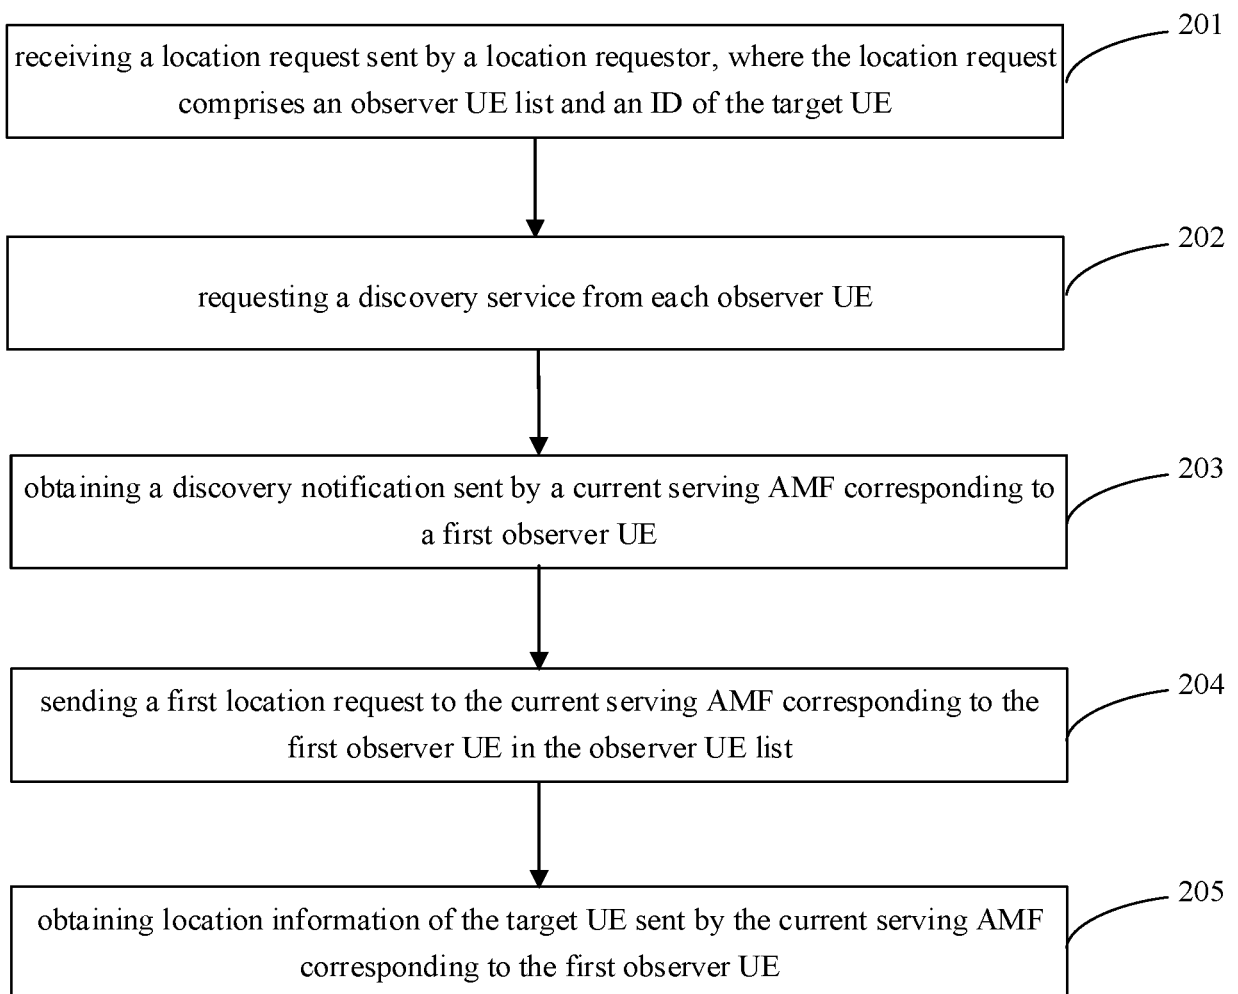 201
receiving a location request sent by a location requestor, where the location request
comprises an observer UE list and an ID of the target UE
202
requesting a discovery service from each observer UE
203
obtaining a discovery notification sent by a current serving AMF corresponding to
a first observer UE
204
sending a first location request to the current serving AMF corresponding to the
first observer UE in the observer UE list
205
obtaining location information of the target UE sent by the current serving AMF
corresponding to the first observer UE